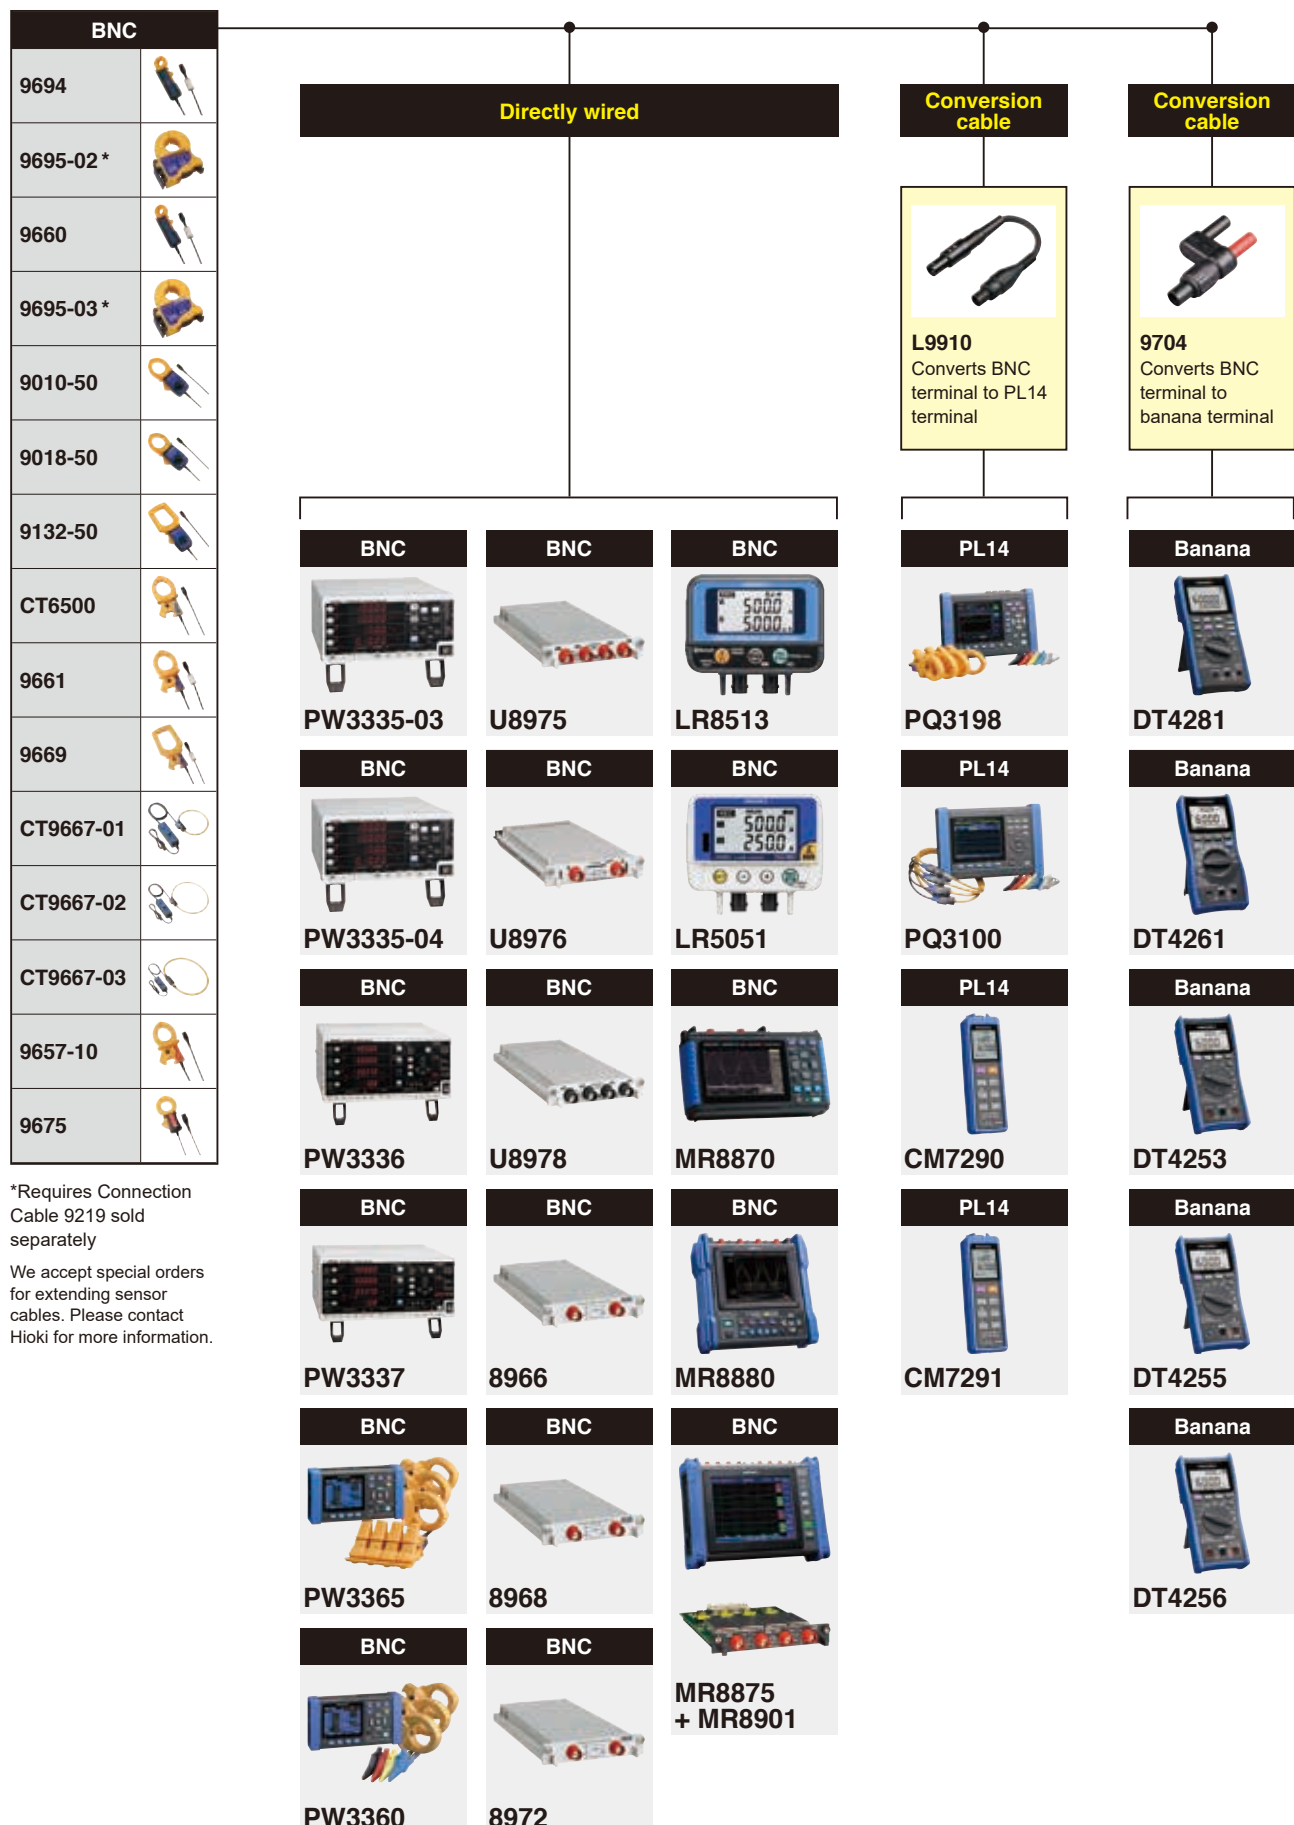 BNC
9694
9695-02 *
9660
9695-03 *
9010-50
9018-50
9132-50
CT6500
9661
9669
CT9667-01
CT9667-02
CT9667-03
9657-10
9675
*Requires Connection
Cable 9219 sold
separately
We accept special orders
for extending sensor
cables. Please contact
Hioki for more information.
Directly wired
BNC
PW3335-03
BNC
U8975
BNC
LR8513
BNC
PW3335-04
BNC
U8976
BNC
LR5051
BNC
PW3336
BNC
U8978
BNC
MR8870
BNC
PW3337
BNC
8966
BNC
MR8880
BNC
PW3365
BNC
8968
BNC
MR8875
+ MR8901
BNC
PW3360
BNC
8972
Conversion
cable
L9910
Converts BNC
terminal to PL14
terminal
PL14
PQ3198
PL14
PQ3100
PL14
CM7290
PL14
CM7291
Conversion
cable
9704
Converts BNC
terminal to
banana terminal
Banana
DT4281
Banana
DT4261
Banana
DT4253
Banana
DT4255
Banana
DT4256